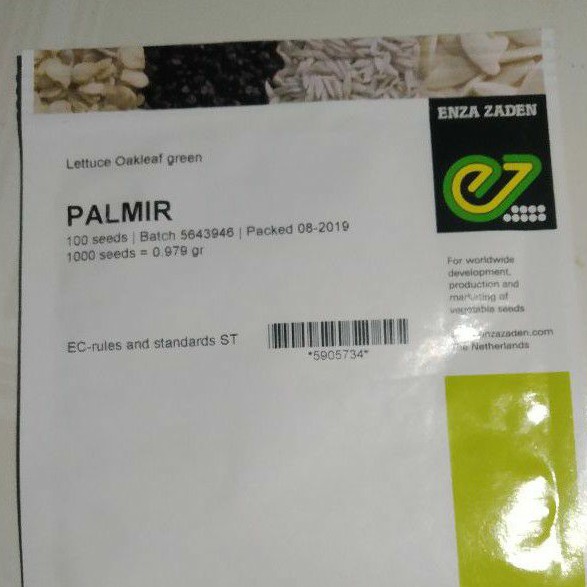 ENZA ZADEN
Lettuce Oakleaf green
PALMIR
100 seeds | Batch 5643946 | Packed 08-2019
1000 seeds = 0.979 gr
For worldwide
development,
production and
marketing of
vegetable seeds
EC-rules and standards ST
*5905734*
enzazaden.com
The Netherlands